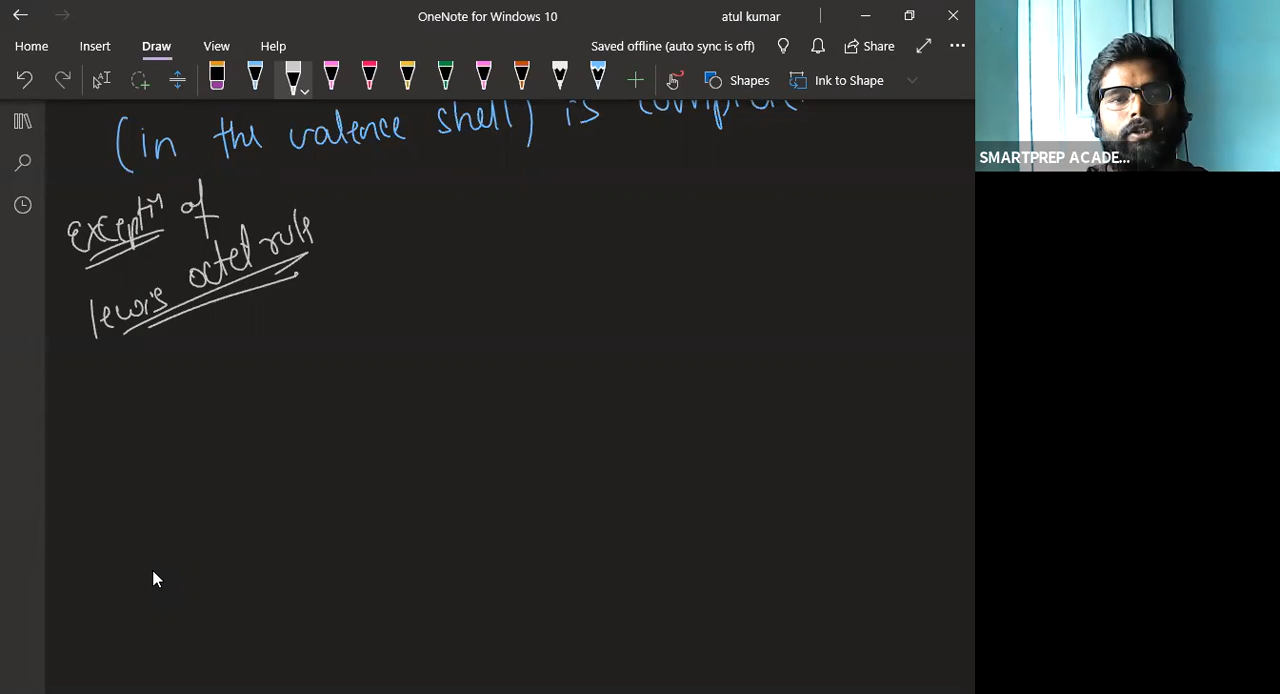 OneNote for Windows 10
atul kumar
Home Insert Draw View Help
Saved offline (auto sync is off)
Share
Shapes
Ink to Shape
(in the valence shell) is
of
lewis octet rule
SMARTPREP ACADE...